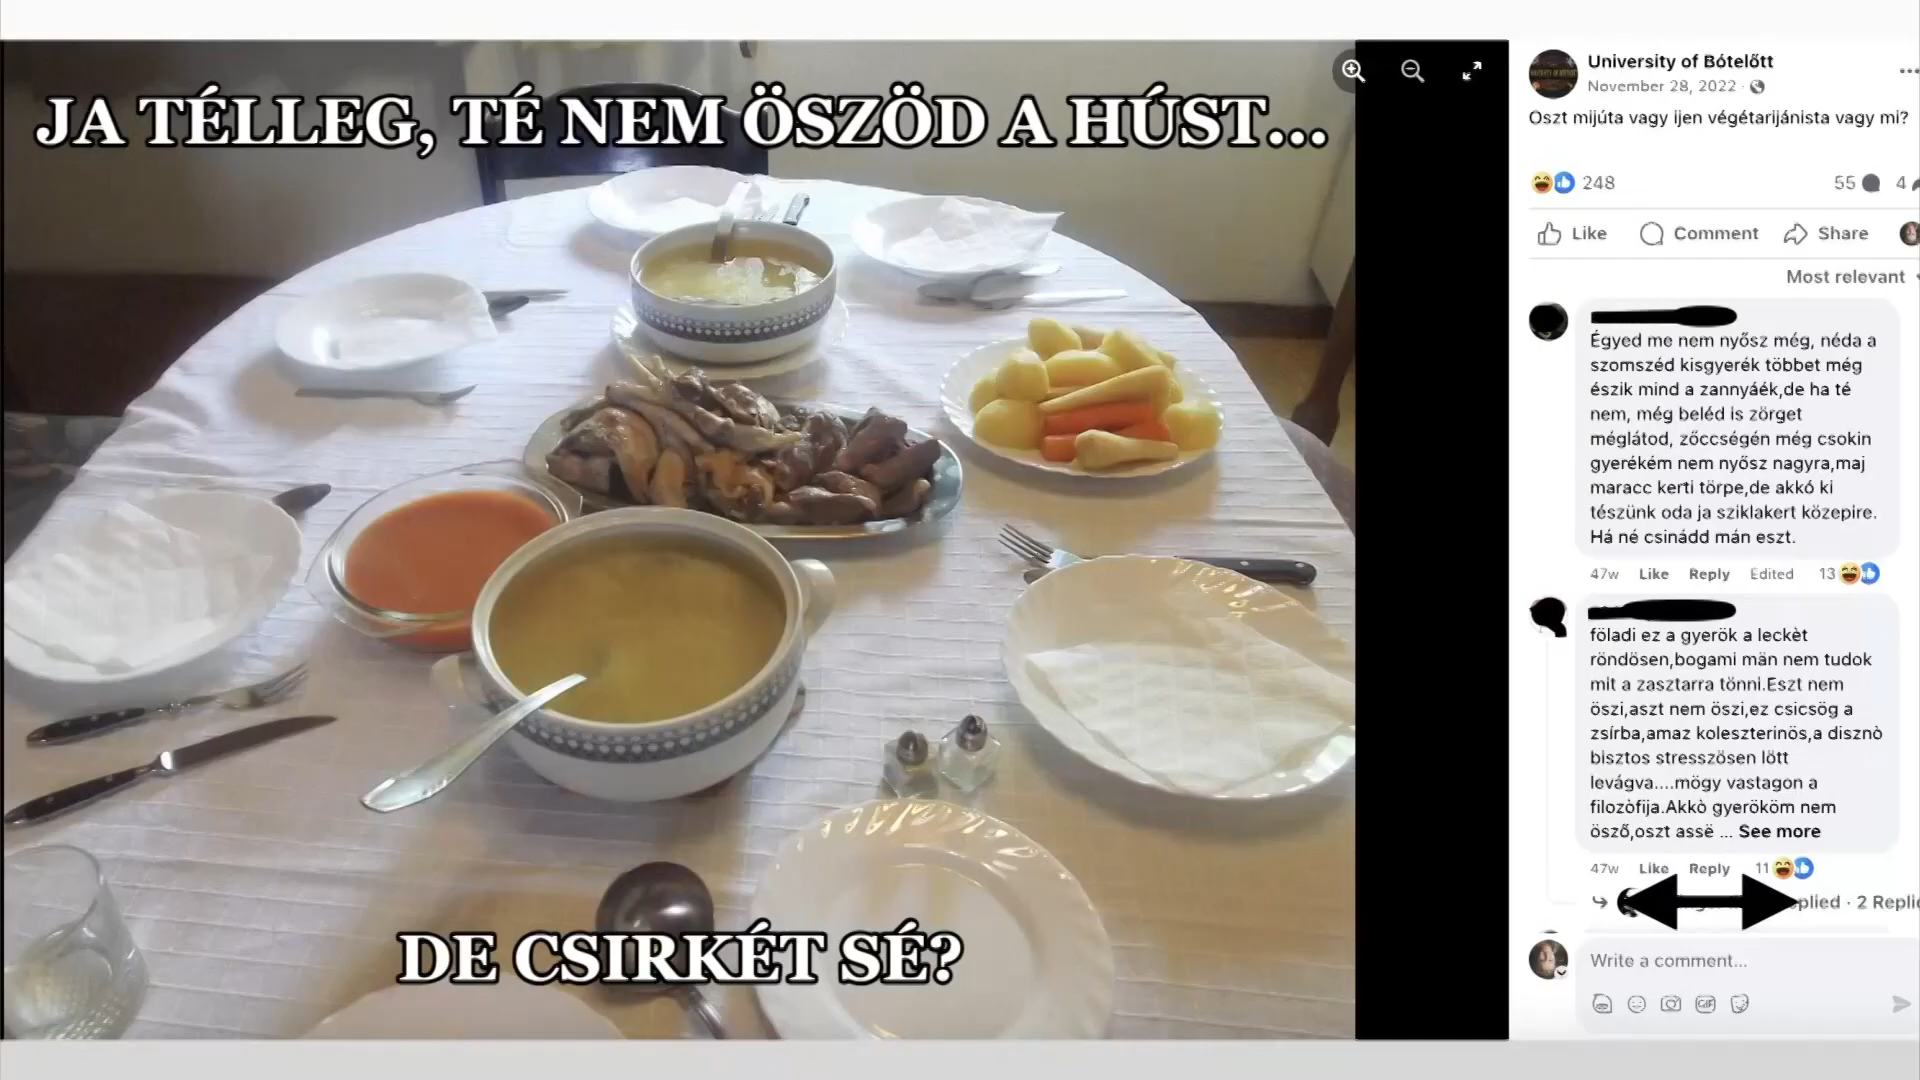 JA TÉLLEG, TÉ NEM ÖSZÖD A HÚST...
DE CSIRKÉT SÉ?
University of Bótelőtt
November 28, 2022 ·
Oszt mijúta vagy ijen végétarijánista vagy mi?
248
55
4
Like
Comment
Share
Most relevant
Égyed me nem nyősz még, néda a
szomszéd kisgyerék többet még
észik mind a zannyáék,de ha té
nem, még beléd is zörget
méglátod, zőccségén még csokin
gyerékém nem nyősz nagyra,maj
maracc kerti törpe,de akkó ki
tészünk oda ja sziklakert közepire.
Há né csinádd mán eszt.
47w Like Reply Edited 13
föladi ez a gyerök a leckèt
röndösen,bogami män nem tudok
mit a zasztarra tönni.Eszt nem
öszi,aszt nem öszi,ez csicsög a
zsírba,amaz koleszterinös,a disznò
bisztos stresszösen lött
levágva....mögy vastagon a
filozòfija.Akkò gyerököm nem
ösző,oszt assë ... See more
47w Like Reply 11
plied · 2 Replie
Write a comment...
GIF